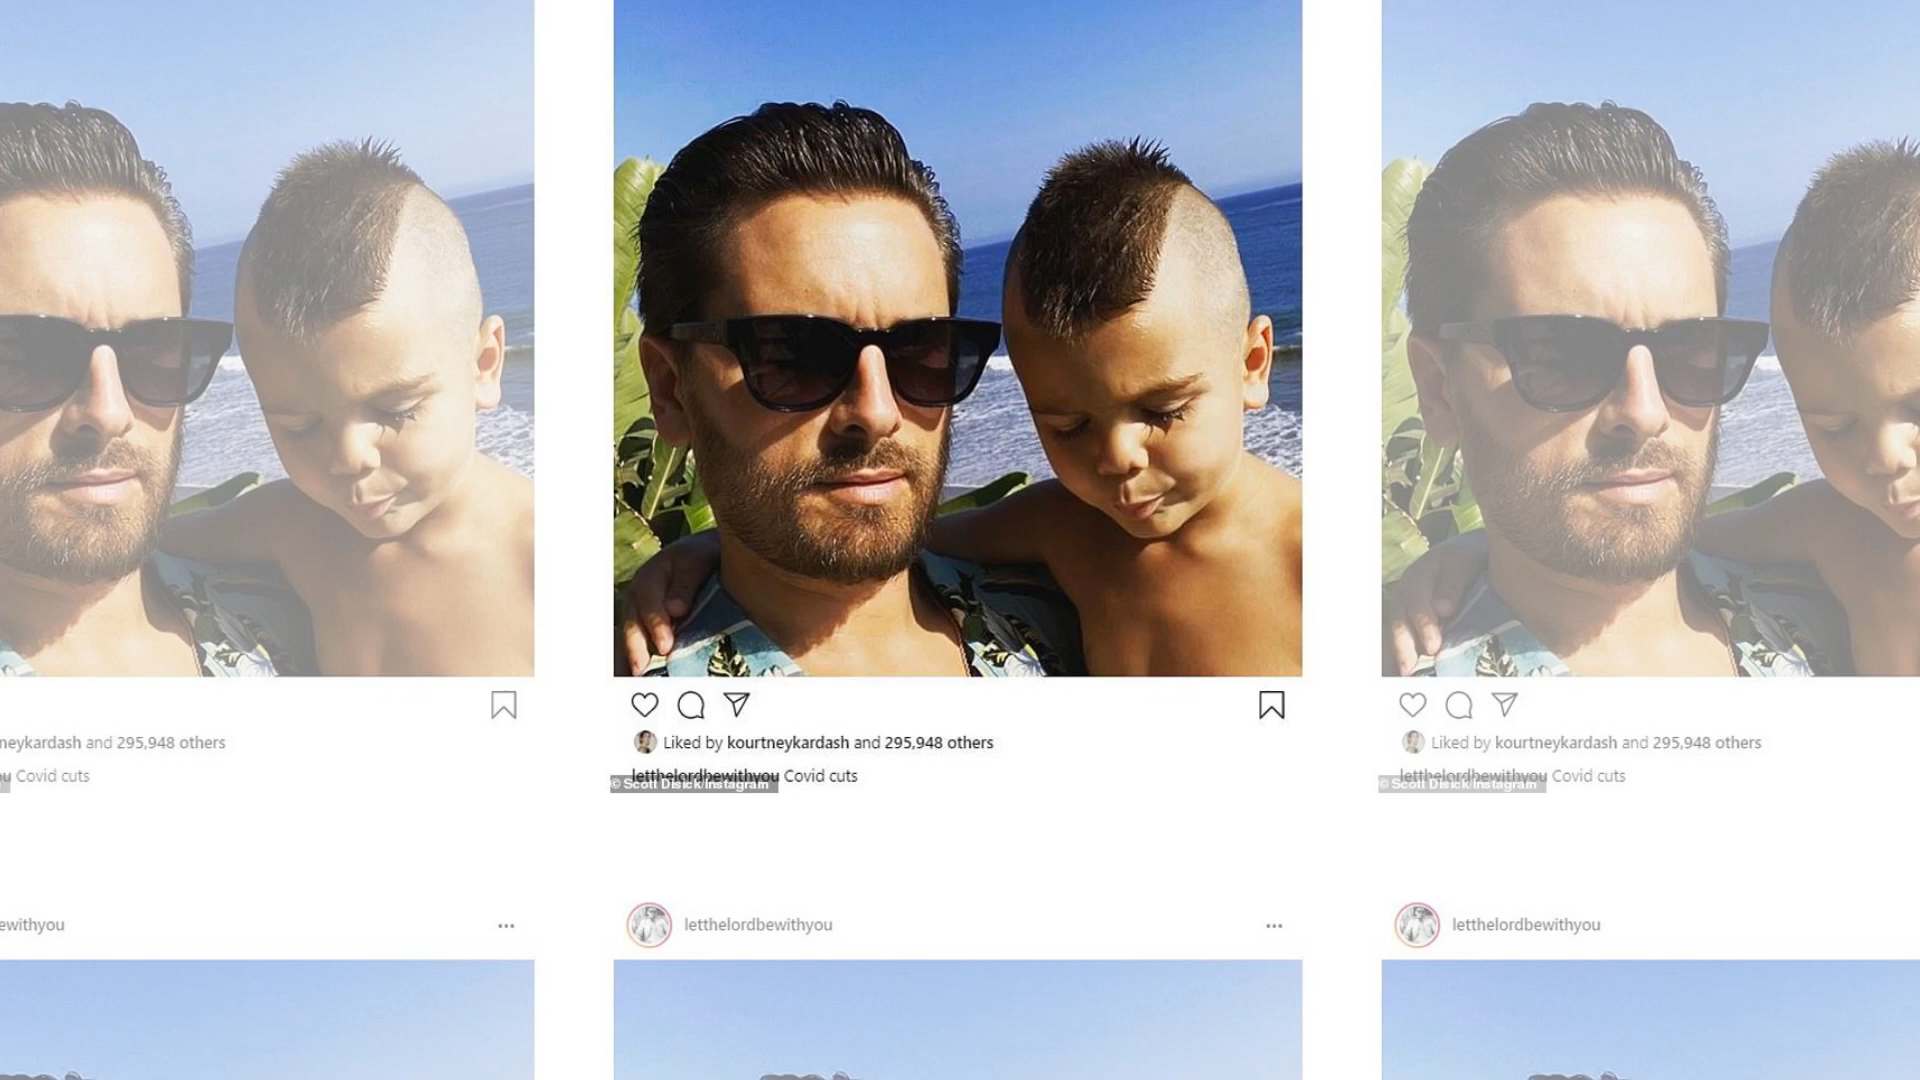 neykardash and 295,948 others
u Covid cuts
Liked by kourtneykardash and 295,948 others
letthelordbewithyou Covid cuts
© Scott Disick/Instagram
Liked by kourtneykardash and 295,948 others
letthelordbewithyou Covid cuts
© Scott Disick/Instagram
ewithyou
letthelordbewithyou
letthelordbewithyou